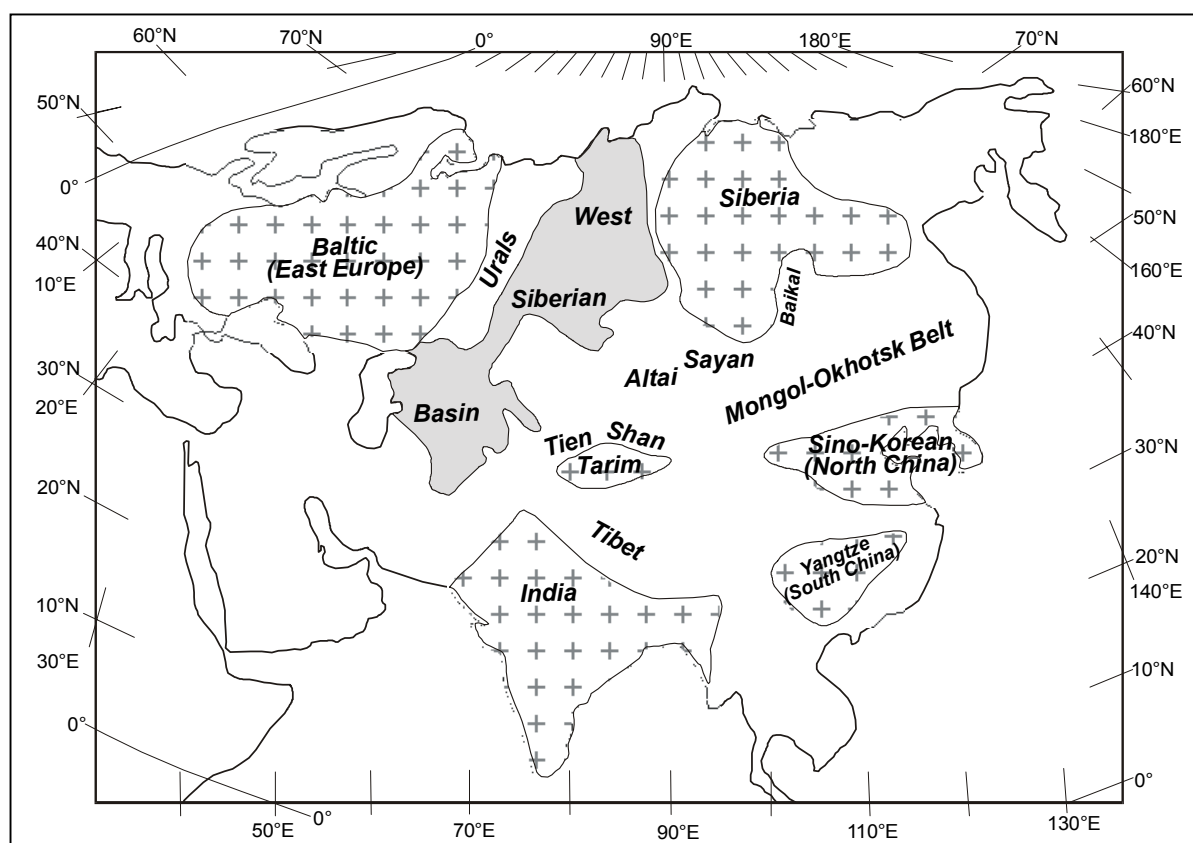 60°N 70°N 0° 90°E 180°E 70°N
50°N
60°N
180°E
0°
West
Siberia
50°N
40°N
Baltic
(East Europe)
Urals
160°E
10°E
Siberian
Baikal
40°N
30°N
Sayan
Altai
Mongol-Okhotsk Belt
20°E
Basin
Tien Shan
Sino-Korean
(North China)
30°N
Tarim
20°N
Tibet
Yangtze
(South China)
20°N
India
140°E
10°N
30°E
10°N
0°
0°
0°
50°E 70°E 90°E 110°E 130°E